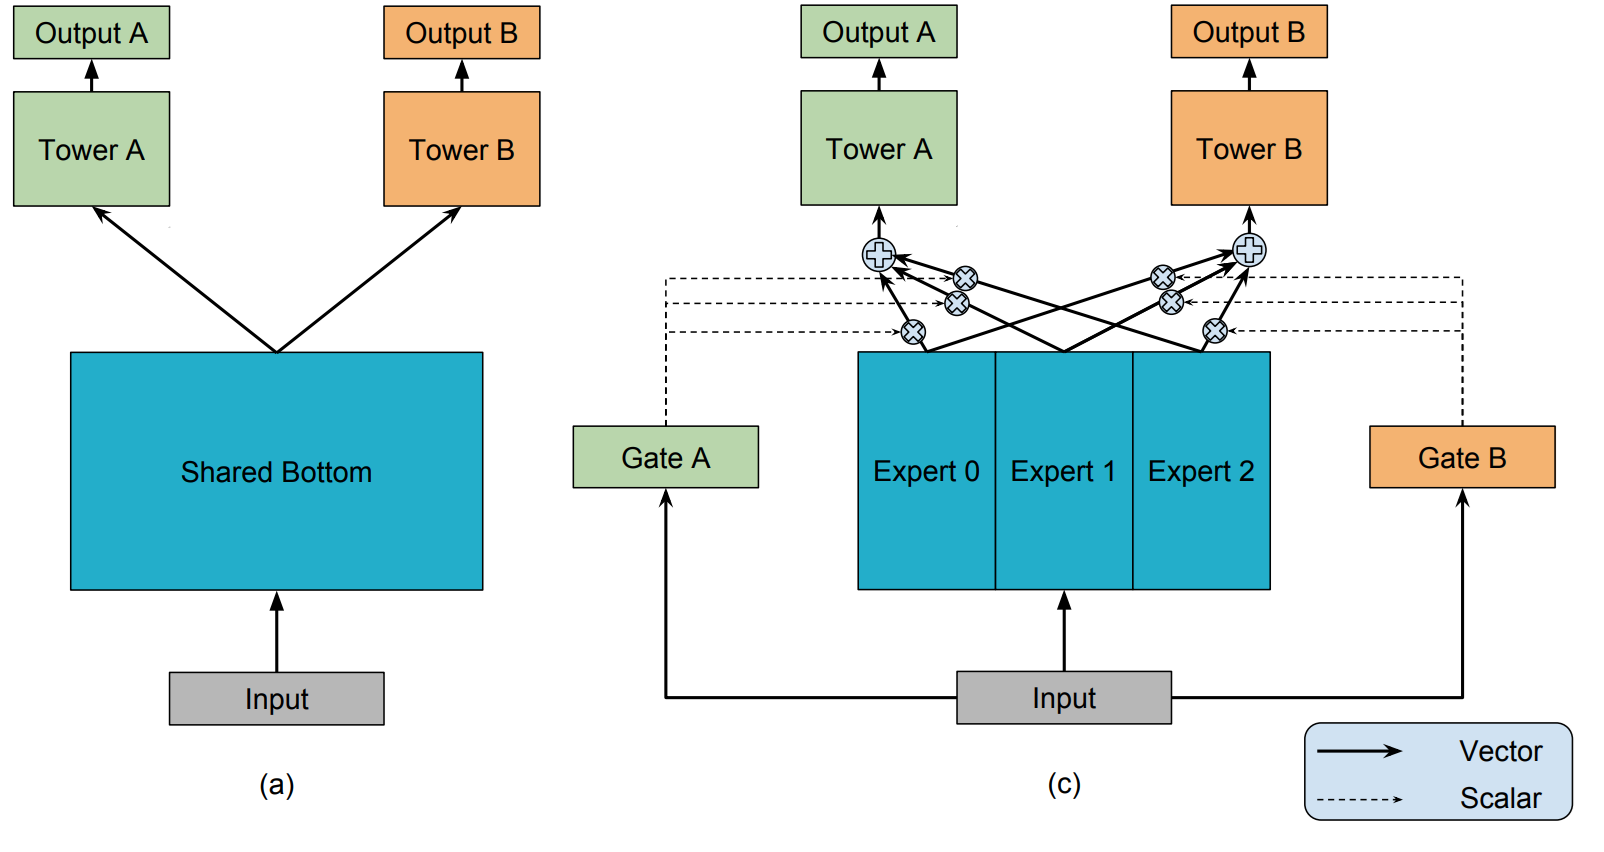 Output A
Output B
Tower A
Tower B
Shared Bottom
Input
(a)
Output A
Output B
Tower A
Tower B
Gate A
Expert 0
Expert 1
Expert 2
Gate B
Input
(c)
Vector
Scalar